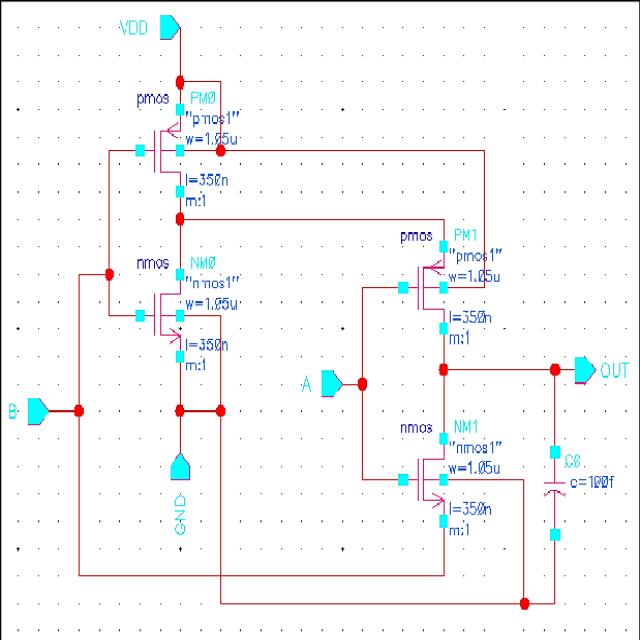 VDD
pmos PM0
"pmos1"
w=1.05u
l=350n
m:1
nmos NM0
"nmos1"
w=1.05u
l=350n
m:1
pmos PM1
"pmos1"
w=1.05u
l=350n
m:1
A
OUT
B
nmos NM1
"nmos1"
w=1.05u
l=350n
m:1
C0
c=100f
GND